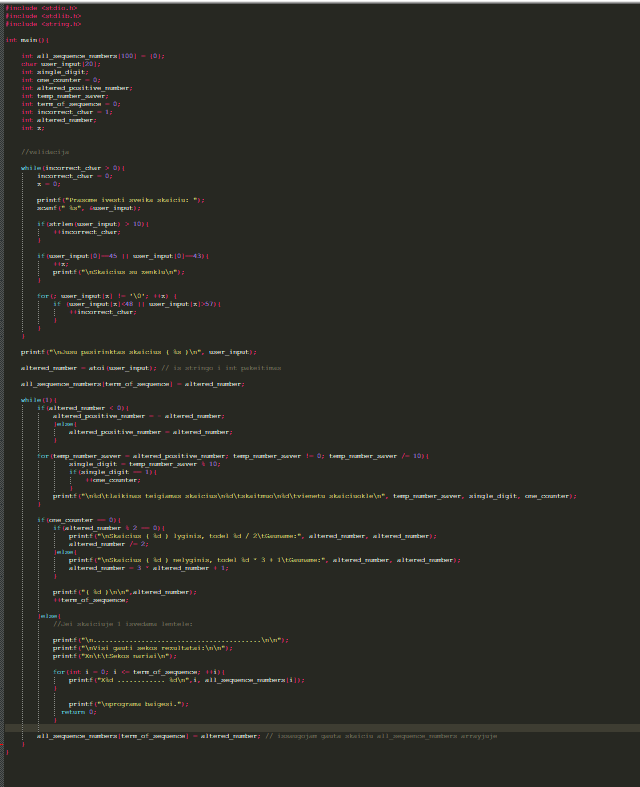 #include <stdio.h>
#include <stdlib.h>
#include <string.h>
int main(){
int all_sequence_numbers[100] = {0};
char user_input[20];
int single_digit;
int one_counter = 0;
int altered_positive_number;
int temp_number_saver;
int term_of_sequence = 0;
int incorrect_char = 1;
int altered_number;
int x;
//validacija
while(incorrect_char > 0){
incorrect_char = 0;
x = 0;
printf("Prasome ivesti sveika skaiciu: ");
scanf(" %s", &user_input);
if(strlen(user_input) > 10){
++incorrect_char;
}
if(user_input[0]==45 || user_input[0]==43){
++x;
printf("\nSkaicius su zenklu\n");
}
for(; user_input[x] != '\0'; ++x) {
if (user_input[x]<48 || user_input[x]>57){
++incorrect_char;
}
}
}
printf("\nJusu pasirinktas skaicius ( %s )\n", user_input);
altered_number = atoi(user_input); // is stringo i int pakeitimas
all_sequence_numbers[term_of_sequence] = altered_number;
while(1){
if(altered_number < 0){
altered_positive_number = - altered_number;
}else{
altered_positive_number = altered_number;
}
for(temp_number_saver = altered_positive_number; temp_number_saver != 0; temp_number_saver /= 10){
single_digit = temp_number_saver % 10;
if(single_digit == 1){
++one_counter;
}
printf("\n%d\tlaikinas teigiamas skaicius\n%d\tskaitmuo\n%d\tvienetu skaiciuokle\n", temp_number_saver, single_digit, one_counter);
}
if(one_counter == 0){
if(altered_number % 2 == 0){
printf("\nSkaicius ( %d ) lyginis, todel %d / 2\tGauname:", altered_number, altered_number);
altered_number /= 2;
}else{
printf("\nSkaicius ( %d ) nelyginis, todel %d * 3 + 1\tGauname:", altered_number, altered_number);
altered_number = 3 * altered_number + 1;
}
printf("( %d )\n\n",altered_number);
++term_of_sequence;
}else{
//Jei skaiciuje 1 isvedama lentele:
printf("\n..........................................\n\n");
printf("\nVisi gauti sekos rezultatai:\n\n");
printf("Xn\t\tSekos nariai\n");
for(int i = 0; i <= term_of_sequence; ++i){
printf("X%d ............ %d\n",i, all_sequence_numbers[i]);
}
printf("\nprograma baigesi.");
return 0;
}
all_sequence_numbers[term_of_sequence] = altered_number; // issaugojam gauta skaiciu all_sequence_numbers arrayjuje
}
}